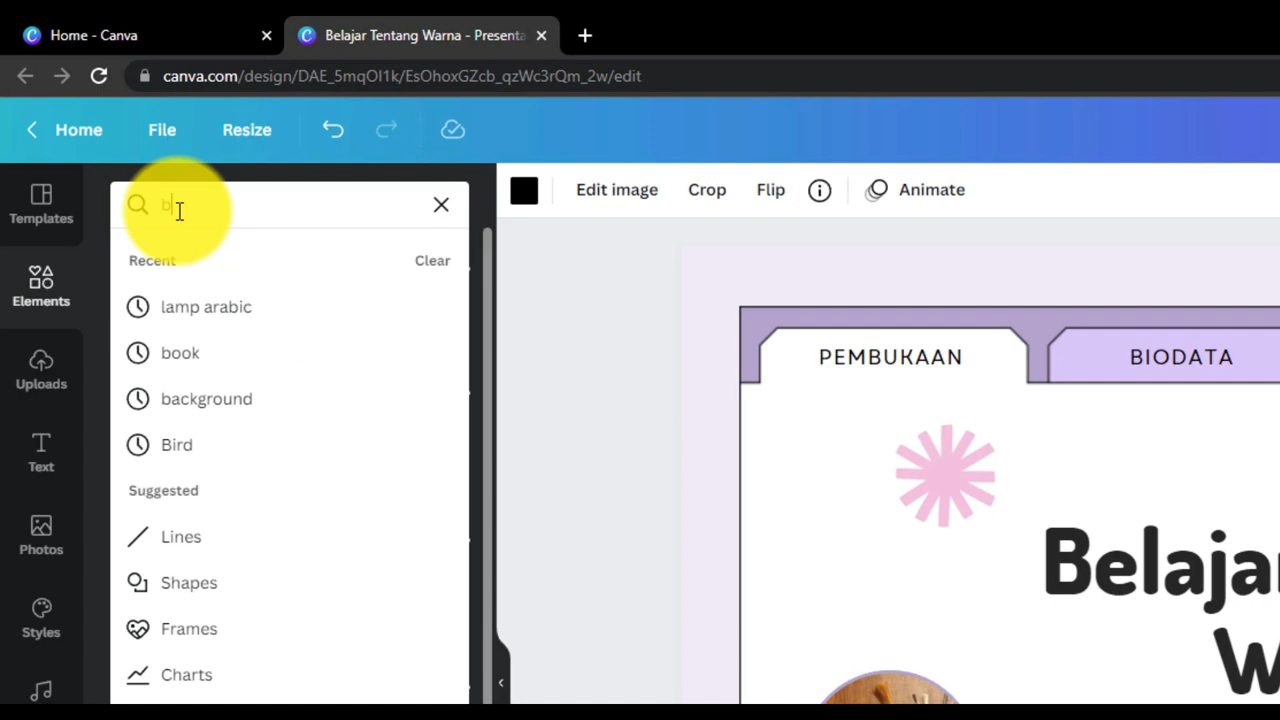 Home - Canva
Belajar Tentang Warna - Presenta
canva.com/design/DAE_5mqOI1k/EsOhoxGZcb_qzWc3rQm_2w/edit
Home
File
Resize
Templates
Elements
Uploads
Text
Photos
Styles
b
Recent
Clear
lamp arabic
book
background
Bird
Suggested
Lines
Shapes
Frames
Charts
Edit image
Crop
Flip
Animate
PEMBUKAAN
BIODATA
Belajar
W